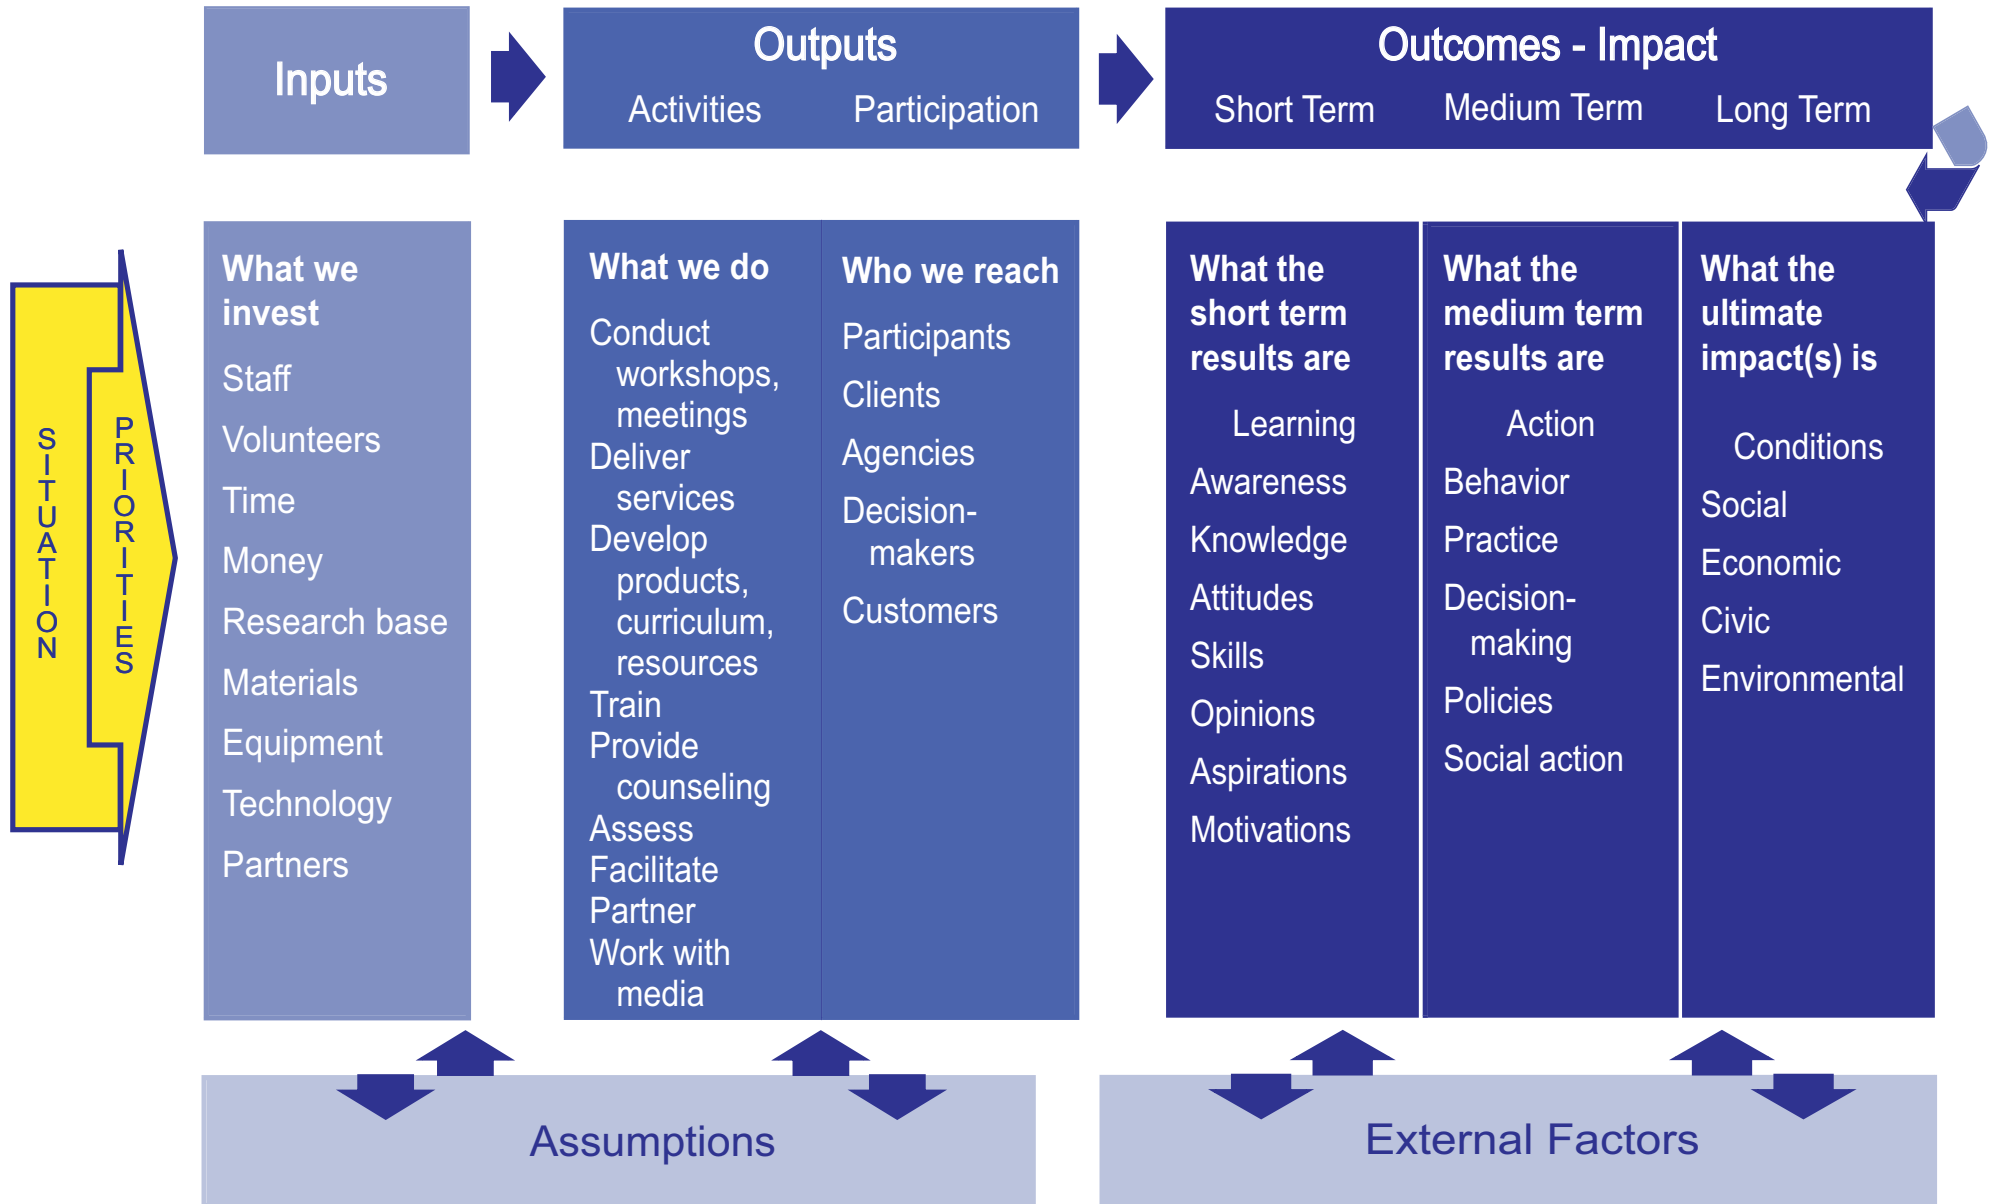 Inputs
Outputs
Activities Participation
Outcomes - Impact
Short Term Medium Term Long Term
SITUATION
PRIORITIES
What we
invest
Staff
Volunteers
Time
Money
Research base
Materials
Equipment
Technology
Partners
What we do
Conduct
workshops,
meetings
Deliver
services
Develop
products,
curriculum,
resources
Train
Provide
counseling
Assess
Facilitate
Partner
Work with
media
Who we reach
Participants
Clients
Agencies
Decision-
makers
Customers
What the
short term
results are
Learning
Awareness
Knowledge
Attitudes
Skills
Opinions
Aspirations
Motivations
What the
medium term
results are
Action
Behavior
Practice
Decision-
making
Policies
Social action
What the
ultimate
impact(s) is
Conditions
Social
Economic
Civic
Environmental
Assumptions
External Factors